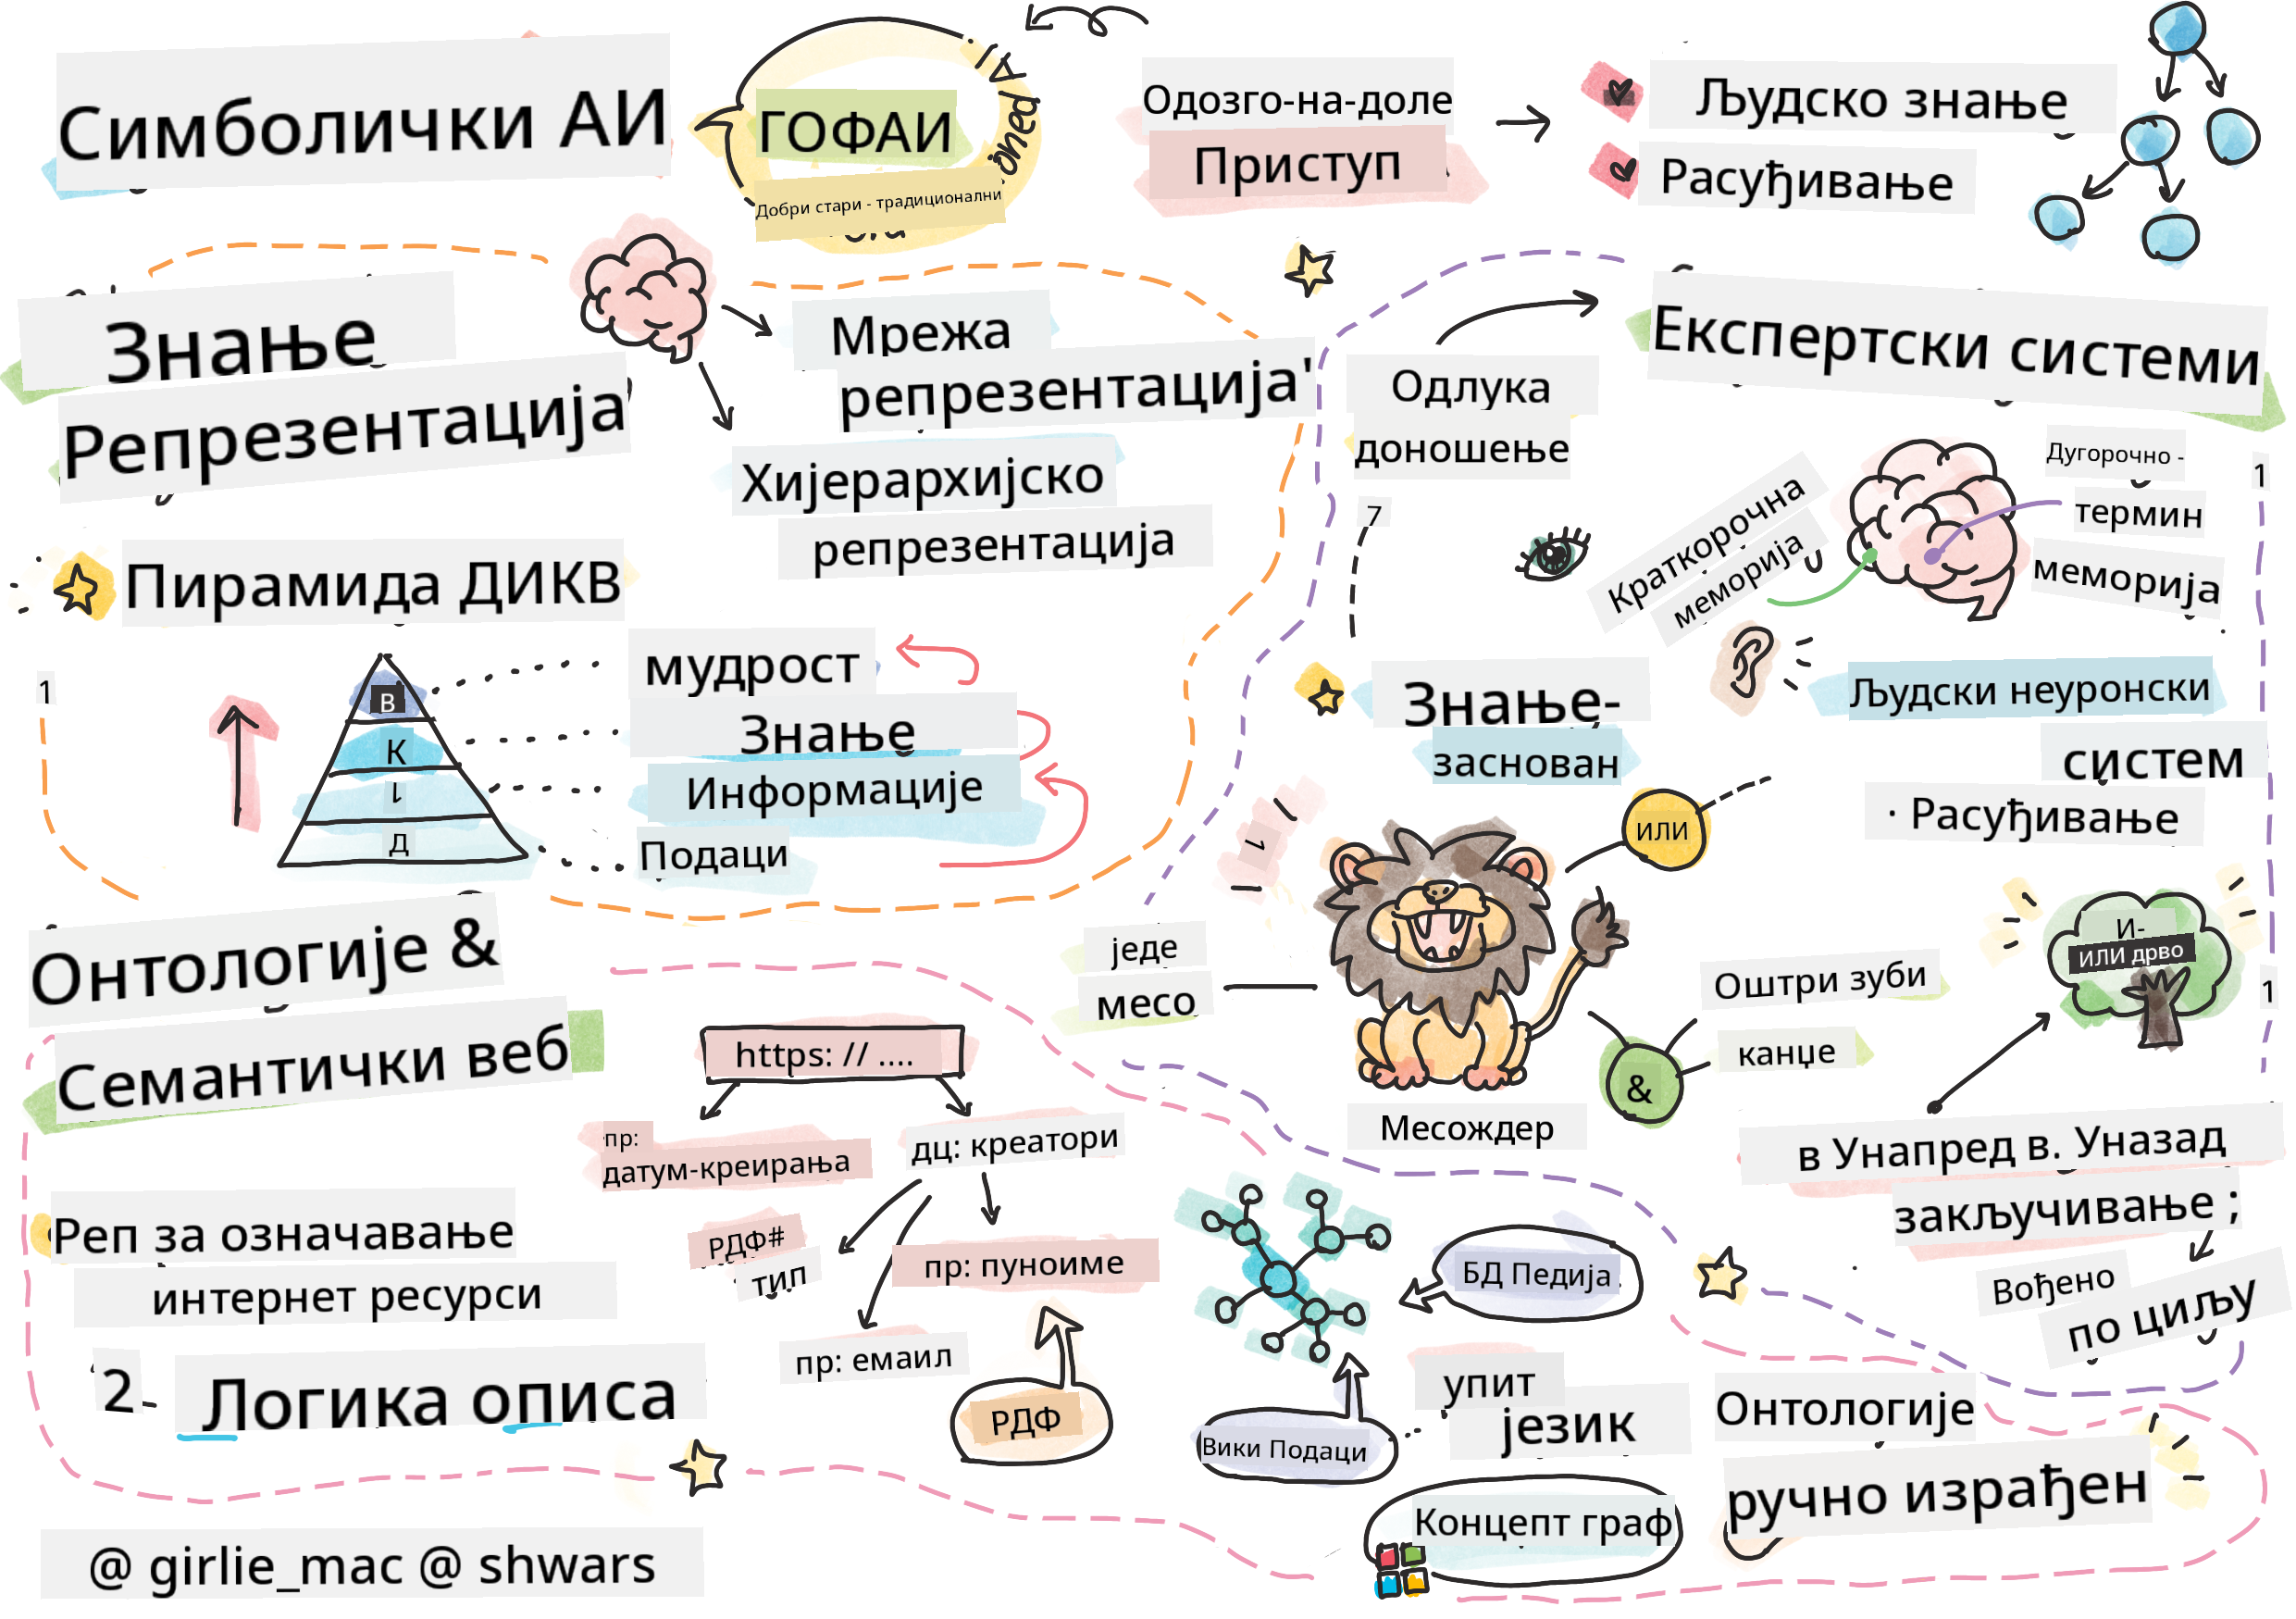 Символички АИ
ГОФАИ
Добри стари - традиционални
Одозго-на-доле
Приступ
Људско знање
Расуђивање
Знање
Репрезентација
Мрежа
репрезентација'
Хијерархијско
репрезентација
Пирамида ДИКВ
1
В
К
Д
мудрост
Знање
Информације
Подаци
Експертски системи
Одлука
доношење
7
Краткорочна
меморија
Дугорочно -
термин
меморија
1
Знање-
заснован
Људски неуронски
систем
· Расуђивање
ИЛИ
једе
месо
Оштри зуби
канџе
&
Месождер
И-
ИЛИ дрво
1
в Унапред в. Уназад
закључивање ;
Вођено
по циљу
Онтологије &
Семантички веб
https: // ....
пр:
датум-креирања
дц: креатори
РДФ#
тип
пр: пуноиме
пр: емаил
РДФ
Реп за означавање
интернет ресурси
2
Логика описа
БД Педија
Вики Подаци
упит
језик
Концепт граф
Онтологије
ручно израђен
@ girlie_mac @ shwars